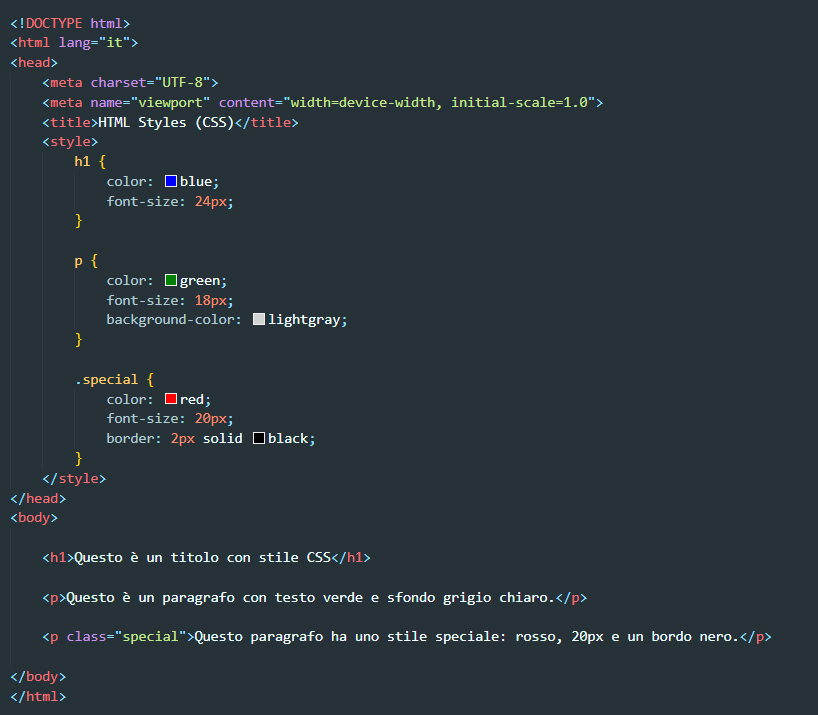 <!DOCTYPE html>
<html lang="it">
<head>
    <meta charset="UTF-8">
    <meta name="viewport" content="width=device-width, initial-scale=1.0">
    <title>HTML Styles (CSS)</title>
    <style>
        h1 {
            color: blue;
            font-size: 24px;
        }

        p {
            color: green;
            font-size: 18px;
            background-color: lightgray;
        }

        .special {
            color: red;
            font-size: 20px;
            border: 2px solid black;
        }
    </style>
</head>
<body>

    <h1>Questo è un titolo con stile CSS</h1>

    <p>Questo è un paragrafo con testo verde e sfondo grigio chiaro.</p>

    <p class="special">Questo paragrafo ha uno stile speciale: rosso, 20px e un bordo nero.</p>

</body>
</html>